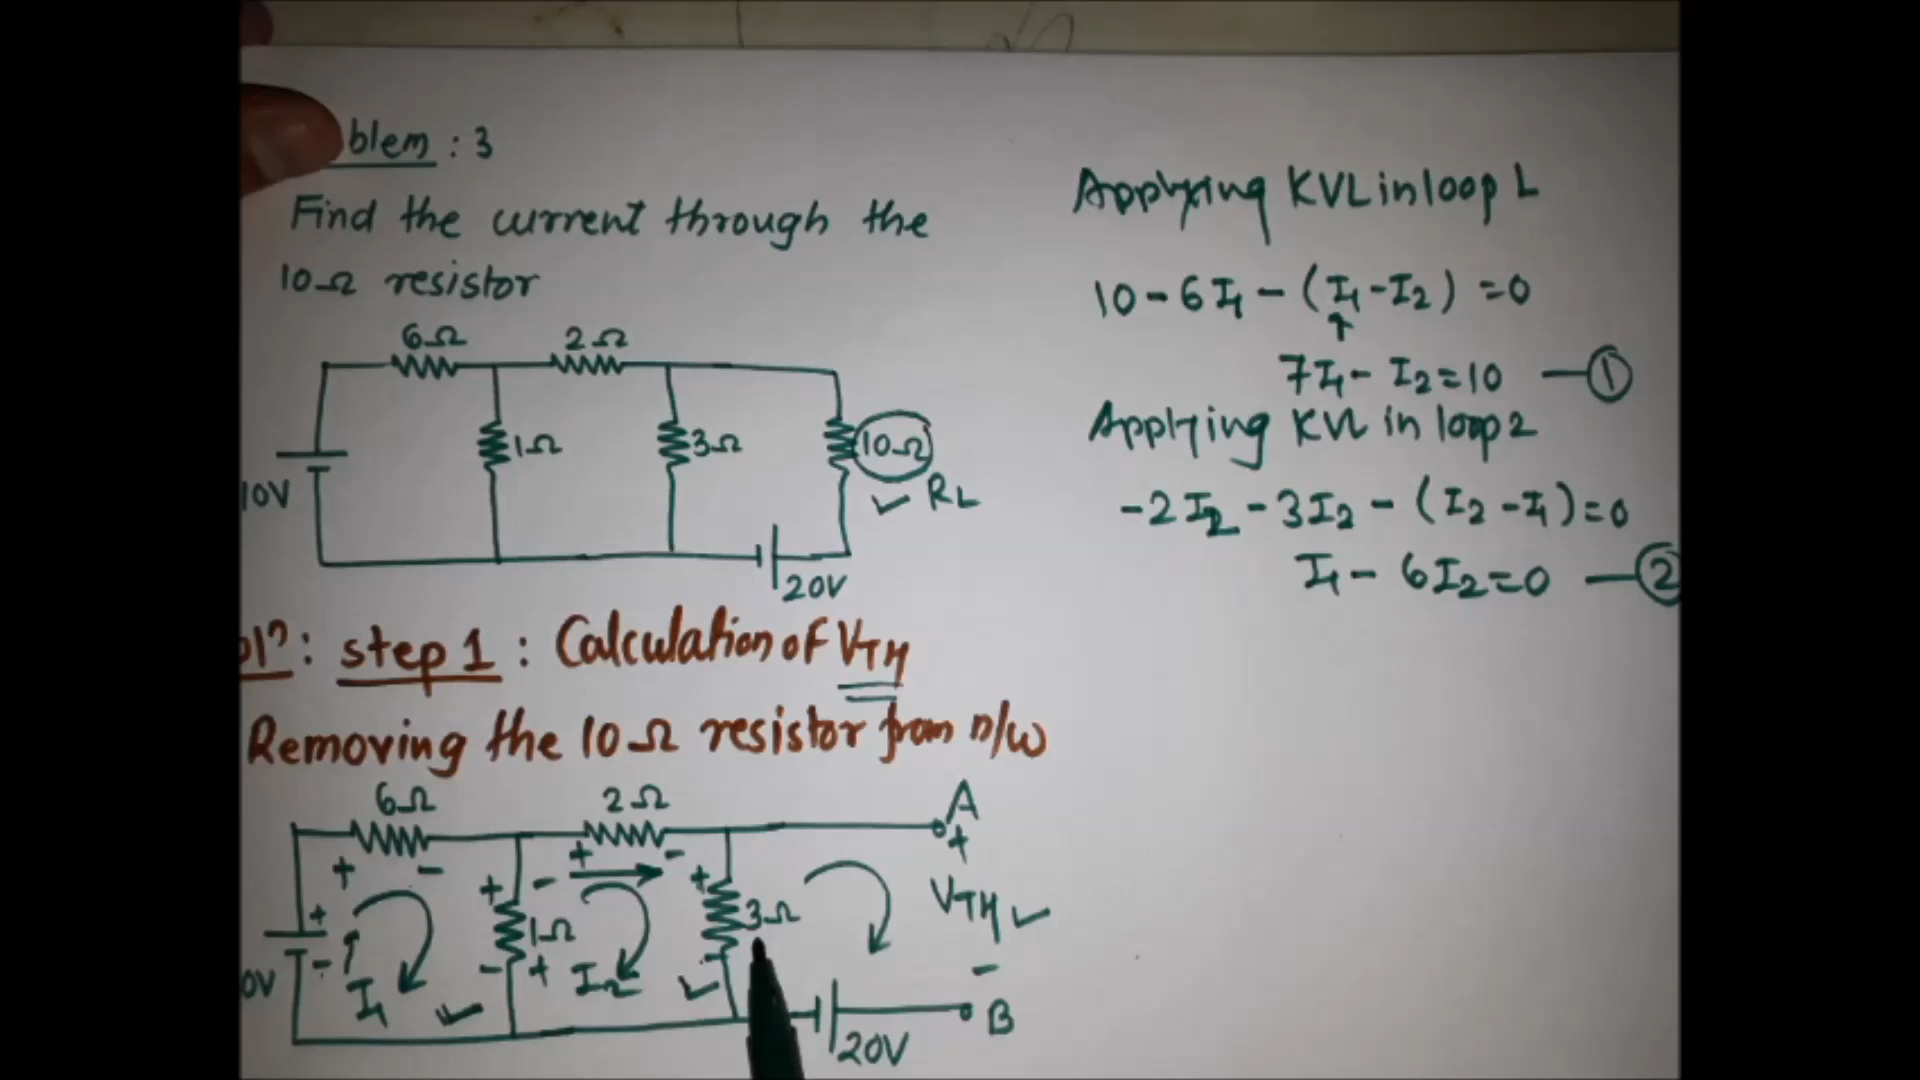 blem : 3
Find the current through the
10Ω resistor
6Ω 2Ω
1Ω 3Ω 10Ω
10V RL
20V
step 1 : Calculation of VTH
Removing the 10Ω resistor from n/w
6Ω 2Ω A
+ - + - +
+ - + 3Ω VTH
+ 1Ω
- I1 - + I2 - -
0V 20V B
Applying KVL in loop 1
10 - 6I1 - (I1 - I2) = 0
7I1 - I2 = 10 — ①
Applying KVL in loop 2
-2I2 - 3I2 - (I2 - I1) = 0
I1 - 6I2 = 0 — ②